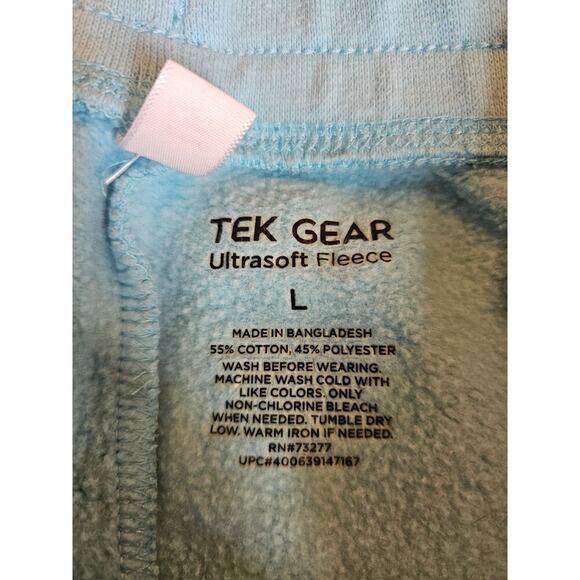 TEK GEAR
Ultrasoft Fleece
L
MADE IN BANGLADESH
55% COTTON, 45% POLYESTER
WASH BEFORE WEARING.
MACHINE WASH COLD WITH
LIKE COLORS. ONLY
NON-CHLORINE BLEACH
WHEN NEEDED. TUMBLE DRY
LOW. WARM IRON IF NEEDED.
RN#73277
UPC#400639147167